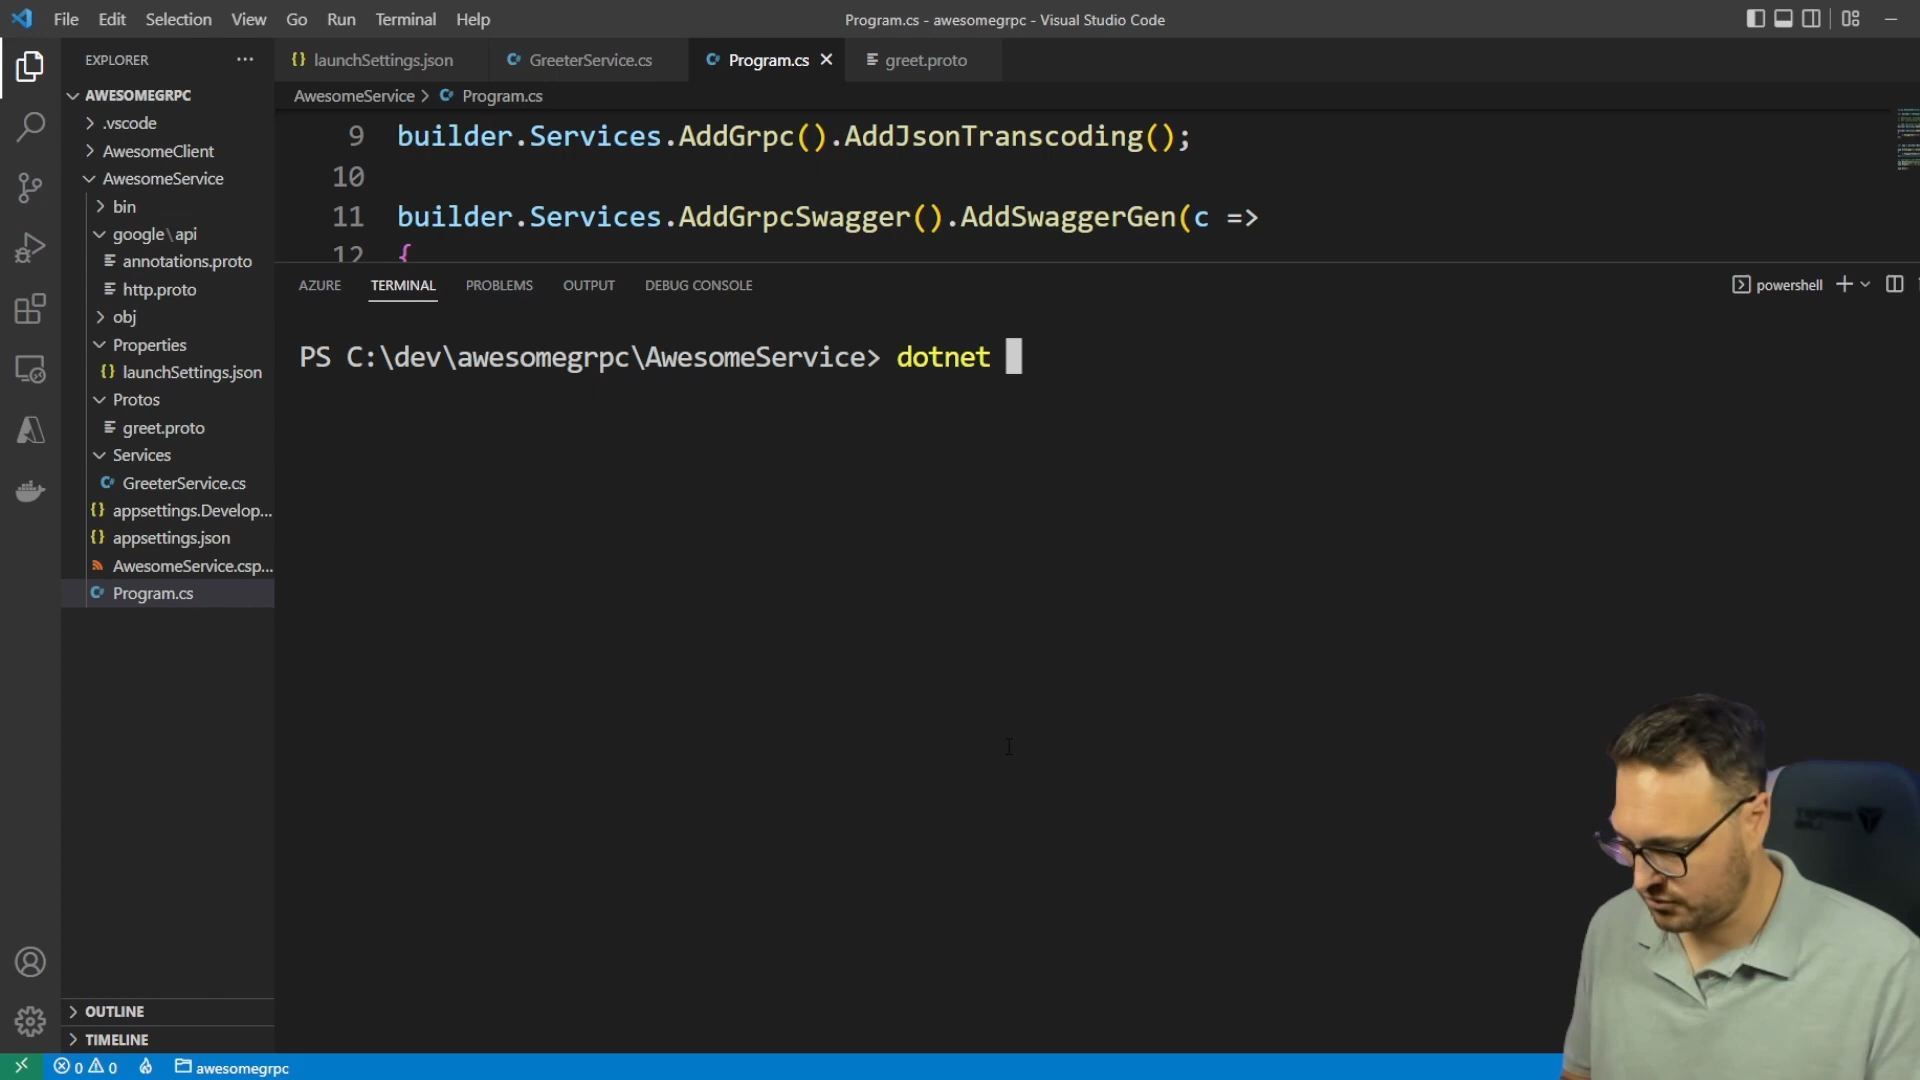 File Edit Selection View Go Run Terminal Help
Program.cs - awesomegrpc - Visual Studio Code
EXPLORER
launchSettings.json
GreeterService.cs
Program.cs
greet.proto
AWESOMEGRPC
AwesomeService > Program.cs
.vscode
AwesomeClient
AwesomeService
bin
google\api
annotations.proto
http.proto
obj
Properties
launchSettings.json
Protos
greet.proto
Services
GreeterService.cs
appsettings.Develop...
appsettings.json
AwesomeService.csp...
Program.cs
OUTLINE
TIMELINE
9 builder.Services.AddGrpc().AddJsonTranscoding();
10
11 builder.Services.AddGrpcSwagger().AddSwaggerGen(c =>
12 {
AZURE TERMINAL PROBLEMS OUTPUT DEBUG CONSOLE
powershell
PS C:\dev\awesomegrpc\AwesomeService> dotnet
0 0 awesomegrpc